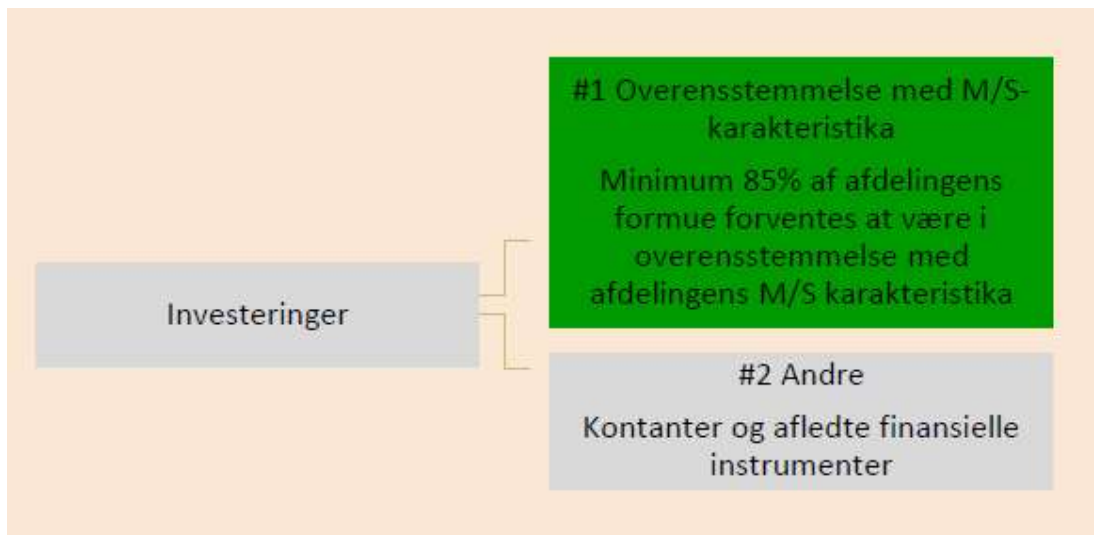 #1 Overensstemmelse med M/S-
karakteristika
Minimum 85% af afdelingens
formue forventes at være i
overensstemmelse med
afdelingens M/S karakteristika
Investeringer
#2 Andre
Kontanter og afledte finansielle
instrumenter